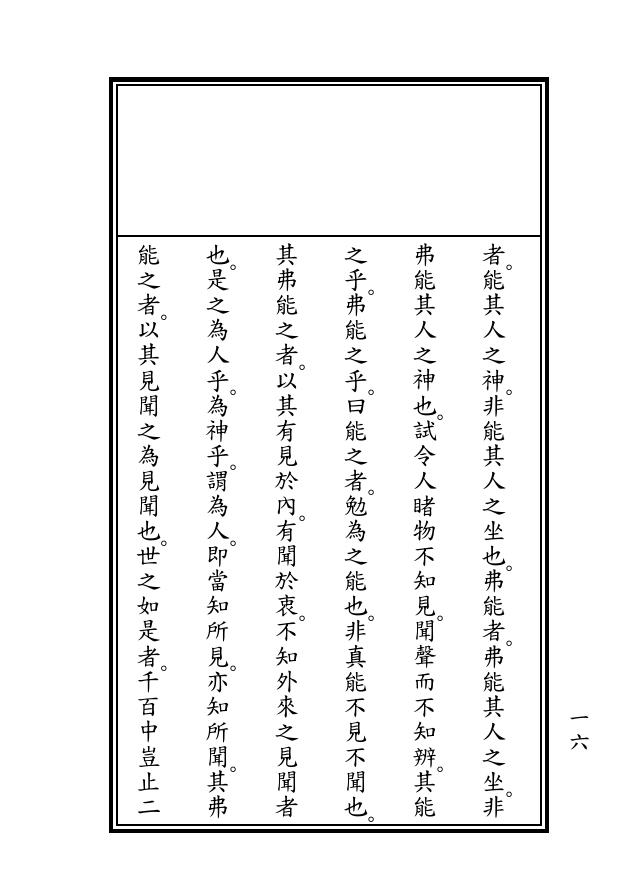 者。能其人之神。非能其人之坐也。弗能者。弗能其人之坐。非
弗能其人之神也。試令人睹物不知見。聞聲而不知辨。其能
之乎。弗能之乎。曰能之者。勉為之能也。非真能不見不聞也。
其弗能之者。以其有見於內。有聞於衷。不知外來之見聞者
也。是之為人乎。為神乎。謂為人。即當知所見。亦知所聞。其弗
能之者。以其見聞之為見聞也。世之如是者。千百中豈止二
一六